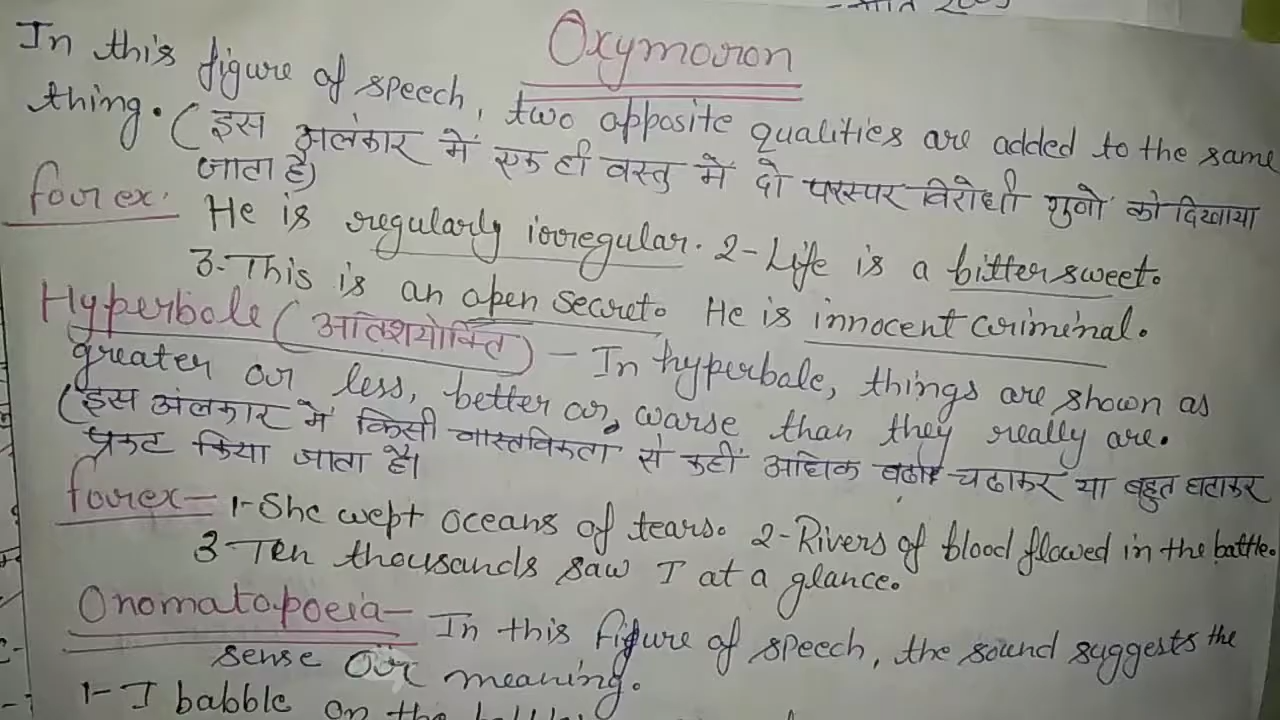 Oxymoron
In this figure of speech, two opposite qualities are added to the same
thing. (इस अलंकार में एक ही वस्तु में दो परस्पर विरोधी गुनो को दिखाया
जाता है)
for ex. He is regularly irregular. 2- Life is a bitter sweet.
3. This is an open secret. He is innocent criminal.
Hyperbole (अतिशयोक्ति) - In hyperbale, things are shown as
greater or less, better or, warse than they really are.
(इस अंलकार में किसी वास्तविकता से कहीं अधिक बढ़ा चढाकर या बहुत घटाकर
प्रकट किया जाता है।
for ex- 1- She wept oceans of tears. 2- Rivers of blood flowed in the battle.
3- Ten thousands saw I at a glance.
Onomatopoeia- In this figure of speech, the sound suggests the
sense or meaning.
1- I babble on the